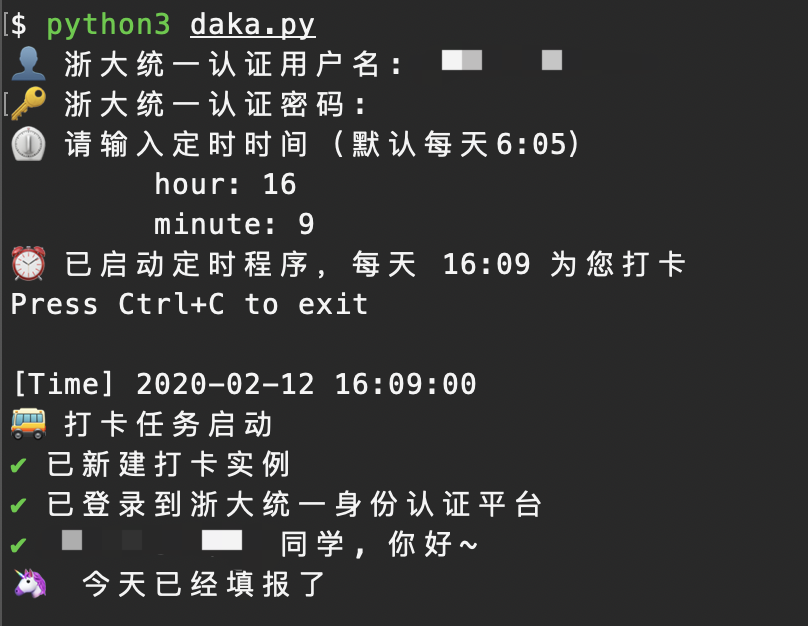 $ python3 daka.py
👤 浙大统一认证用户名:
🔑 浙大统一认证密码:
⏲ 请输入定时时间 (默认每天6:05)
hour: 16
minute: 9
⏰ 已启动定时程序, 每天 16:09 为您打卡
Press Ctrl+C to exit
[Time] 2020-02-12 16:09:00
🚌 打卡任务启动
✔ 已新建打卡实例
✔ 已登录到浙大统一身份认证平台
✔ 同学, 你好~
🦄 今天已经填报了